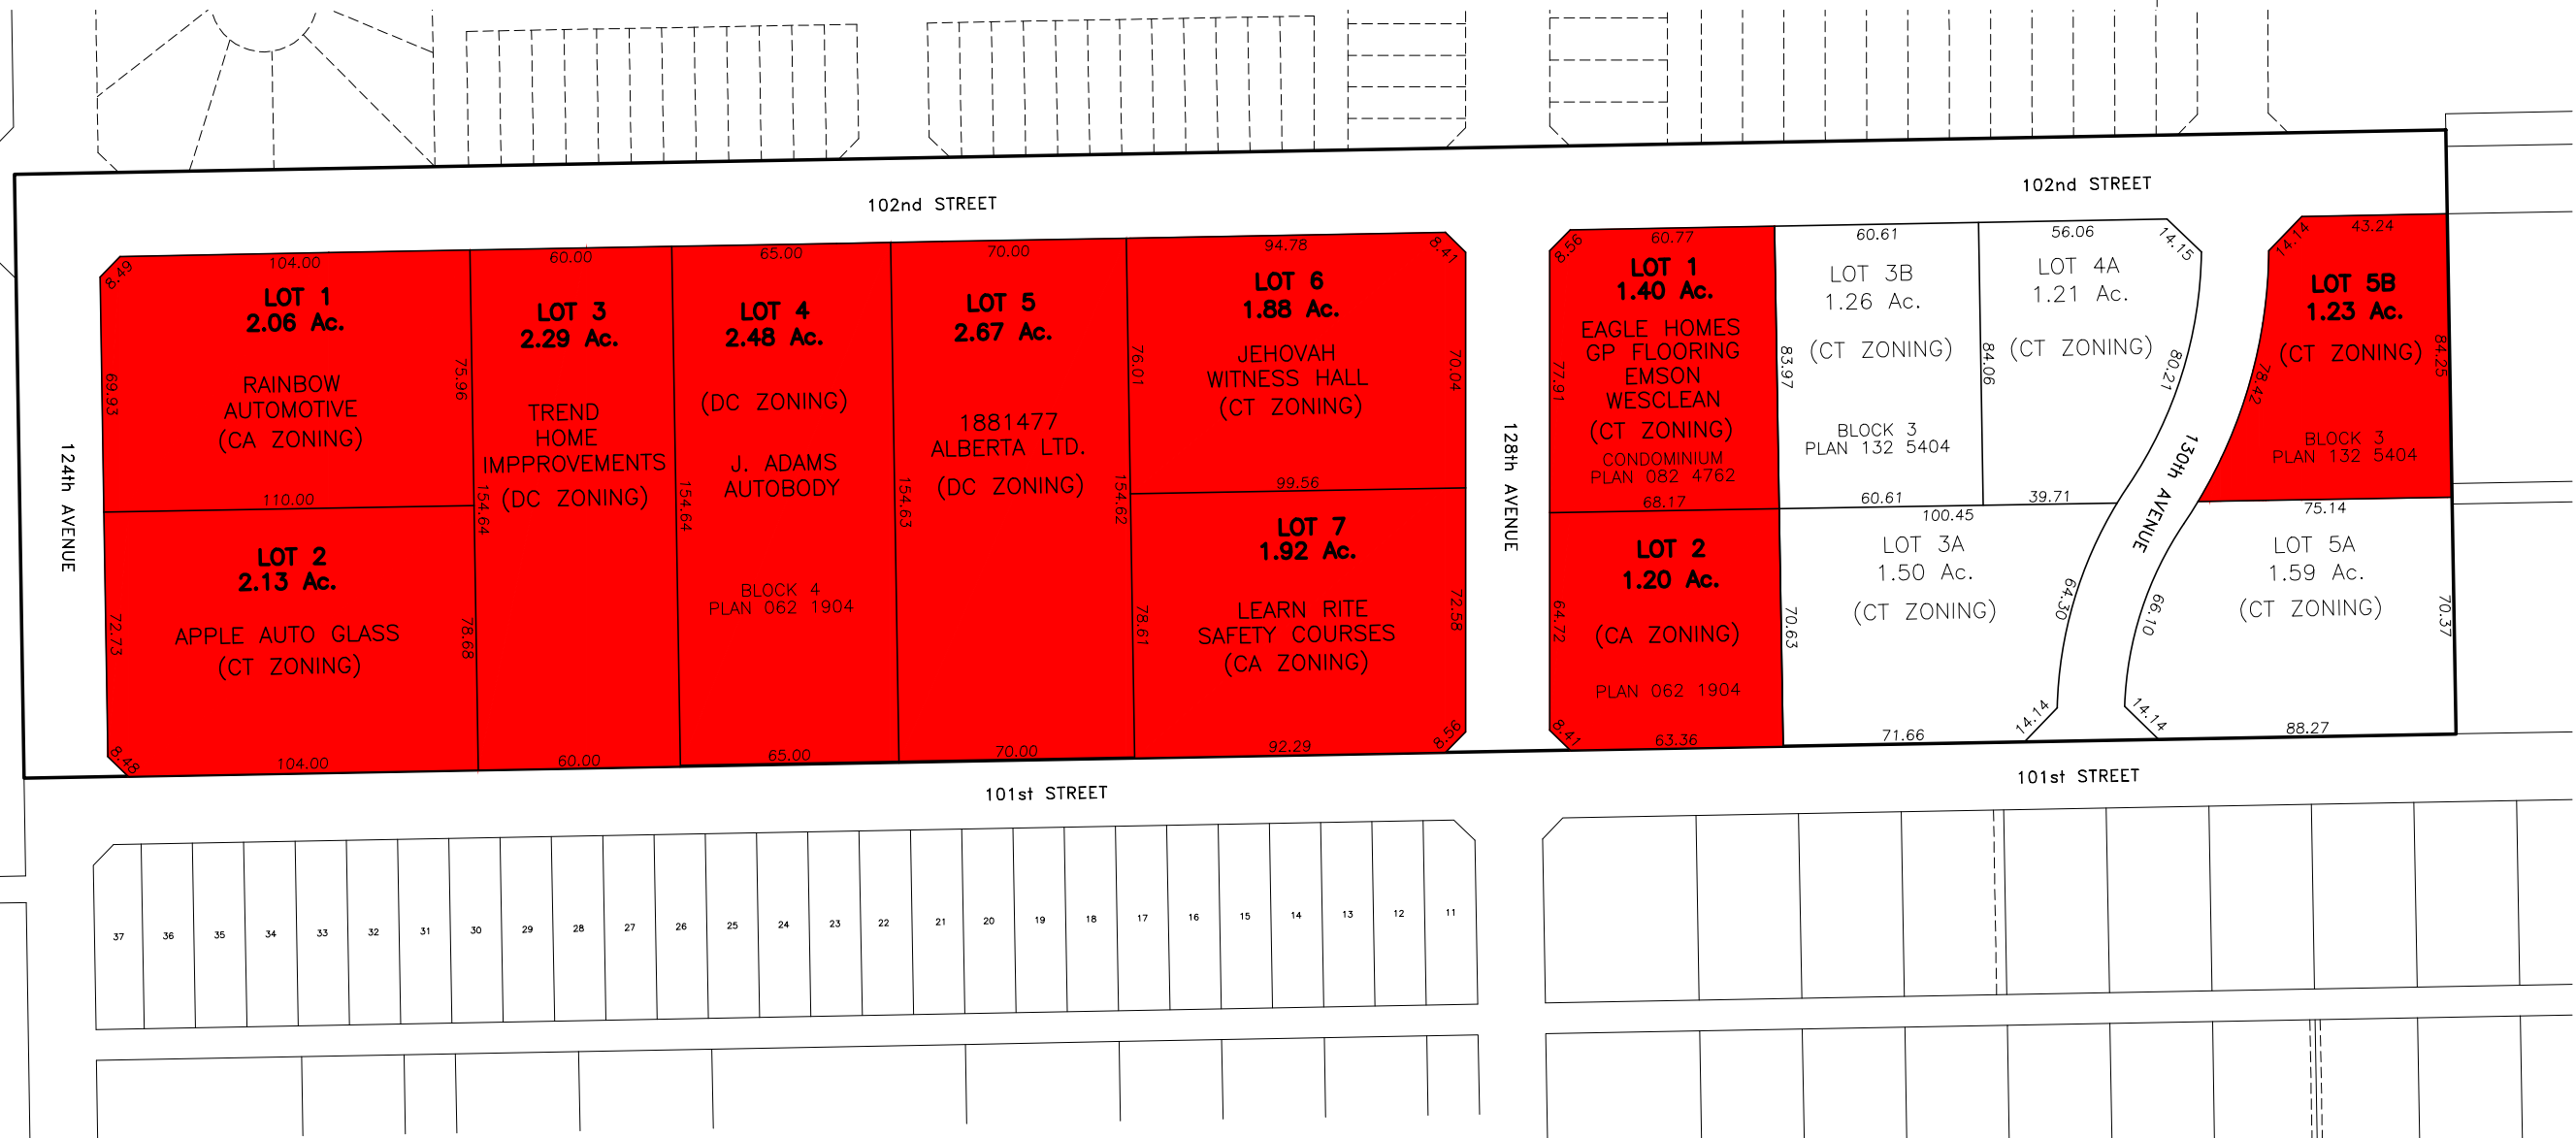 102nd STREET
102nd STREET
8.49
104.00
LOT 1
2.06 Ac.
RAINBOW
AUTOMOTIVE
(CA ZONING)
69.93
75.96
110.00
LOT 2
2.13 Ac.
APPLE AUTO GLASS
(CT ZONING)
72.73
78.68
8.48
104.00
60.00
LOT 3
2.29 Ac.
TREND
HOME
IMPPROVEMENTS
(DC ZONING)
154.64
60.00
65.00
LOT 4
2.48 Ac.
(DC ZONING)
J. ADAMS
AUTOBODY
154.64
BLOCK 4
PLAN 062 1904
65.00
70.00
LOT 5
2.67 Ac.
1881477
ALBERTA LTD.
(DC ZONING)
154.63
154.62
70.00
94.78
8.41
LOT 6
1.88 Ac.
JEHOVAH
WITNESS HALL
(CT ZONING)
76.01
70.04
99.56
LOT 7
1.92 Ac.
LEARN RITE
SAFETY COURSES
(CA ZONING)
78.61
72.58
92.29
8.56
124th AVENUE
128th AVENUE
8.56
60.77
LOT 1
1.40 Ac.
EAGLE HOMES
GP FLOORING
EMSON
WESCLEAN
(CT ZONING)
CONDOMINIUM
PLAN 082 4762
77.91
83.97
68.17
LOT 2
1.20 Ac.
(CA ZONING)
PLAN 062 1904
64.72
70.63
8.41
63.36
60.61
LOT 3B
1.26 Ac.
(CT ZONING)
BLOCK 3
PLAN 132 5404
84.06
60.61
56.06
14.15
LOT 4A
1.21 Ac.
(CT ZONING)
80.21
39.71
100.45
LOT 3A
1.50 Ac.
(CT ZONING)
64.30
71.66
14.14
130th AVENUE
14.14
43.24
LOT 5B
1.23 Ac.
(CT ZONING)
78.42
84.25
BLOCK 3
PLAN 132 5404
75.14
LOT 5A
1.59 Ac.
(CT ZONING)
66.10
70.37
14.14
88.27
101st STREET
101st STREET
37
36
35
34
33
32
31
30
29
28
27
26
25
24
23
22
21
20
19
18
17
16
15
14
13
12
11